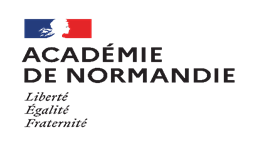 ACADÉMIE
DE NORMANDIE
Liberté
Égalité
Fraternité